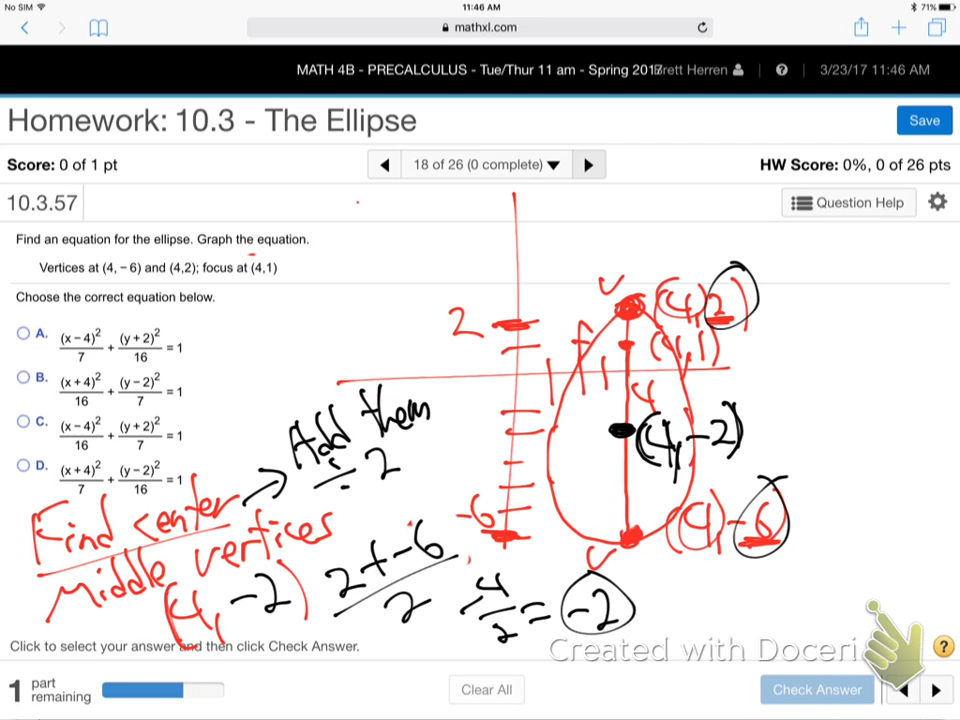 No SIM
11:46 AM
71%
mathxl.com
MATH 4B - PRECALCULUS - Tue/Thur 11 am - Spring 2017
rett Herren
3/23/17 11:46 AM
Homework: 10.3 - The Ellipse
Save
Score: 0 of 1 pt
18 of 26 (0 complete)
HW Score: 0%, 0 of 26 pts
10.3.57
Question Help
Find an equation for the ellipse. Graph the equation.
Vertices at (4, − 6) and (4,2); focus at (4,1)
Choose the correct equation below.
A. (x − 4)² / 7 + (y + 2)² / 16 = 1
B. (x + 4)² / 16 + (y − 2)² / 7 = 1
C. (x − 4)² / 16 + (y + 2)² / 7 = 1
D. (x + 4)² / 7 + (y − 2)² / 16 = 1
V
(4, 2)
2
f
(4, 1)
4
(4, -2)
-6
(4, -6)
V
Find center → Add them
÷ 2
Middle vertices
(4, -2)
2 + -6 / 2
-4 / 2 = -2
Click to select your answer and then click Check Answer.
Created with Doceri
?
1 part remaining
Clear All
Check Answer